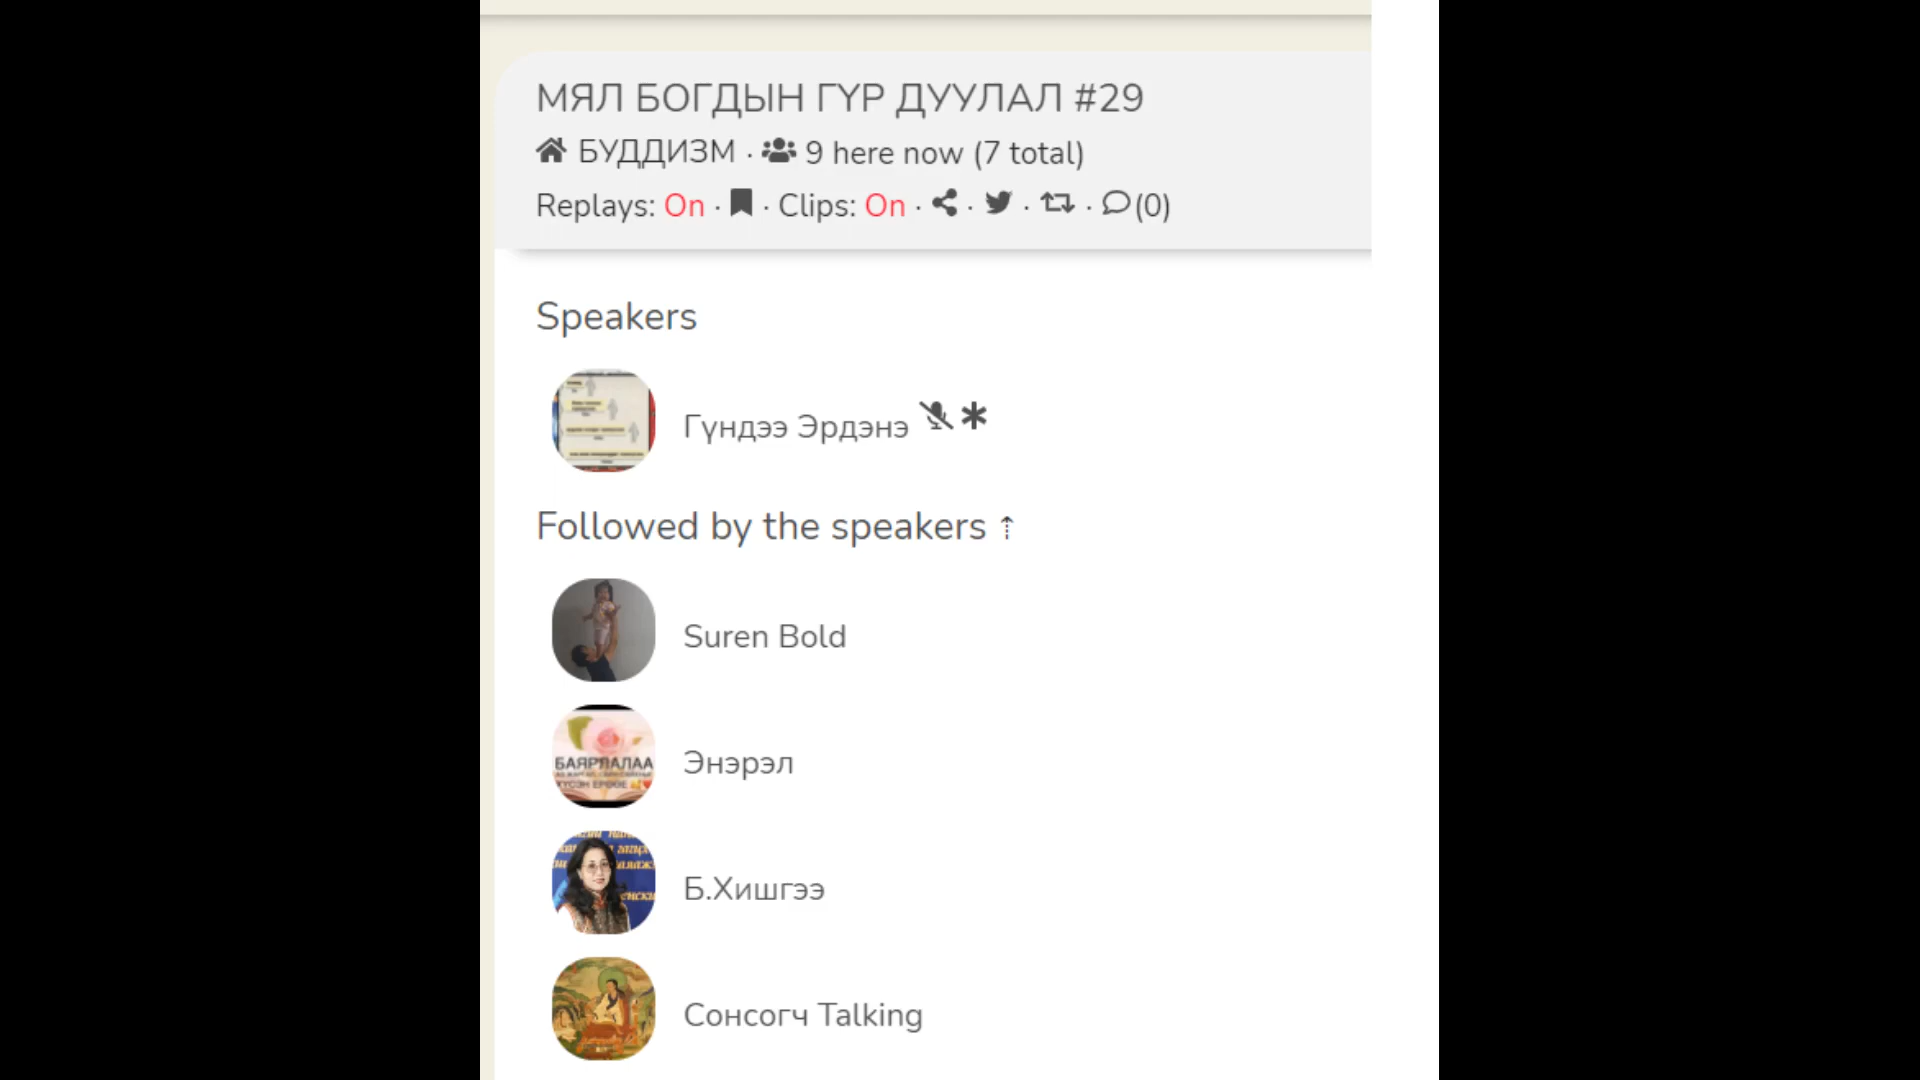 МЯЛ БОГДЫН ГҮР ДУУЛАЛ #29
БУДДИЗМ · 9 here now (7 total)
Replays: On · · Clips: On · · · · (0)
Speakers
Гүндээ Эрдэнэ
Followed by the speakers ⇡
Suren Bold
БАЯРЛАЛАА
Энэрэл
Б.Хишгээ
Сонсогч Talking